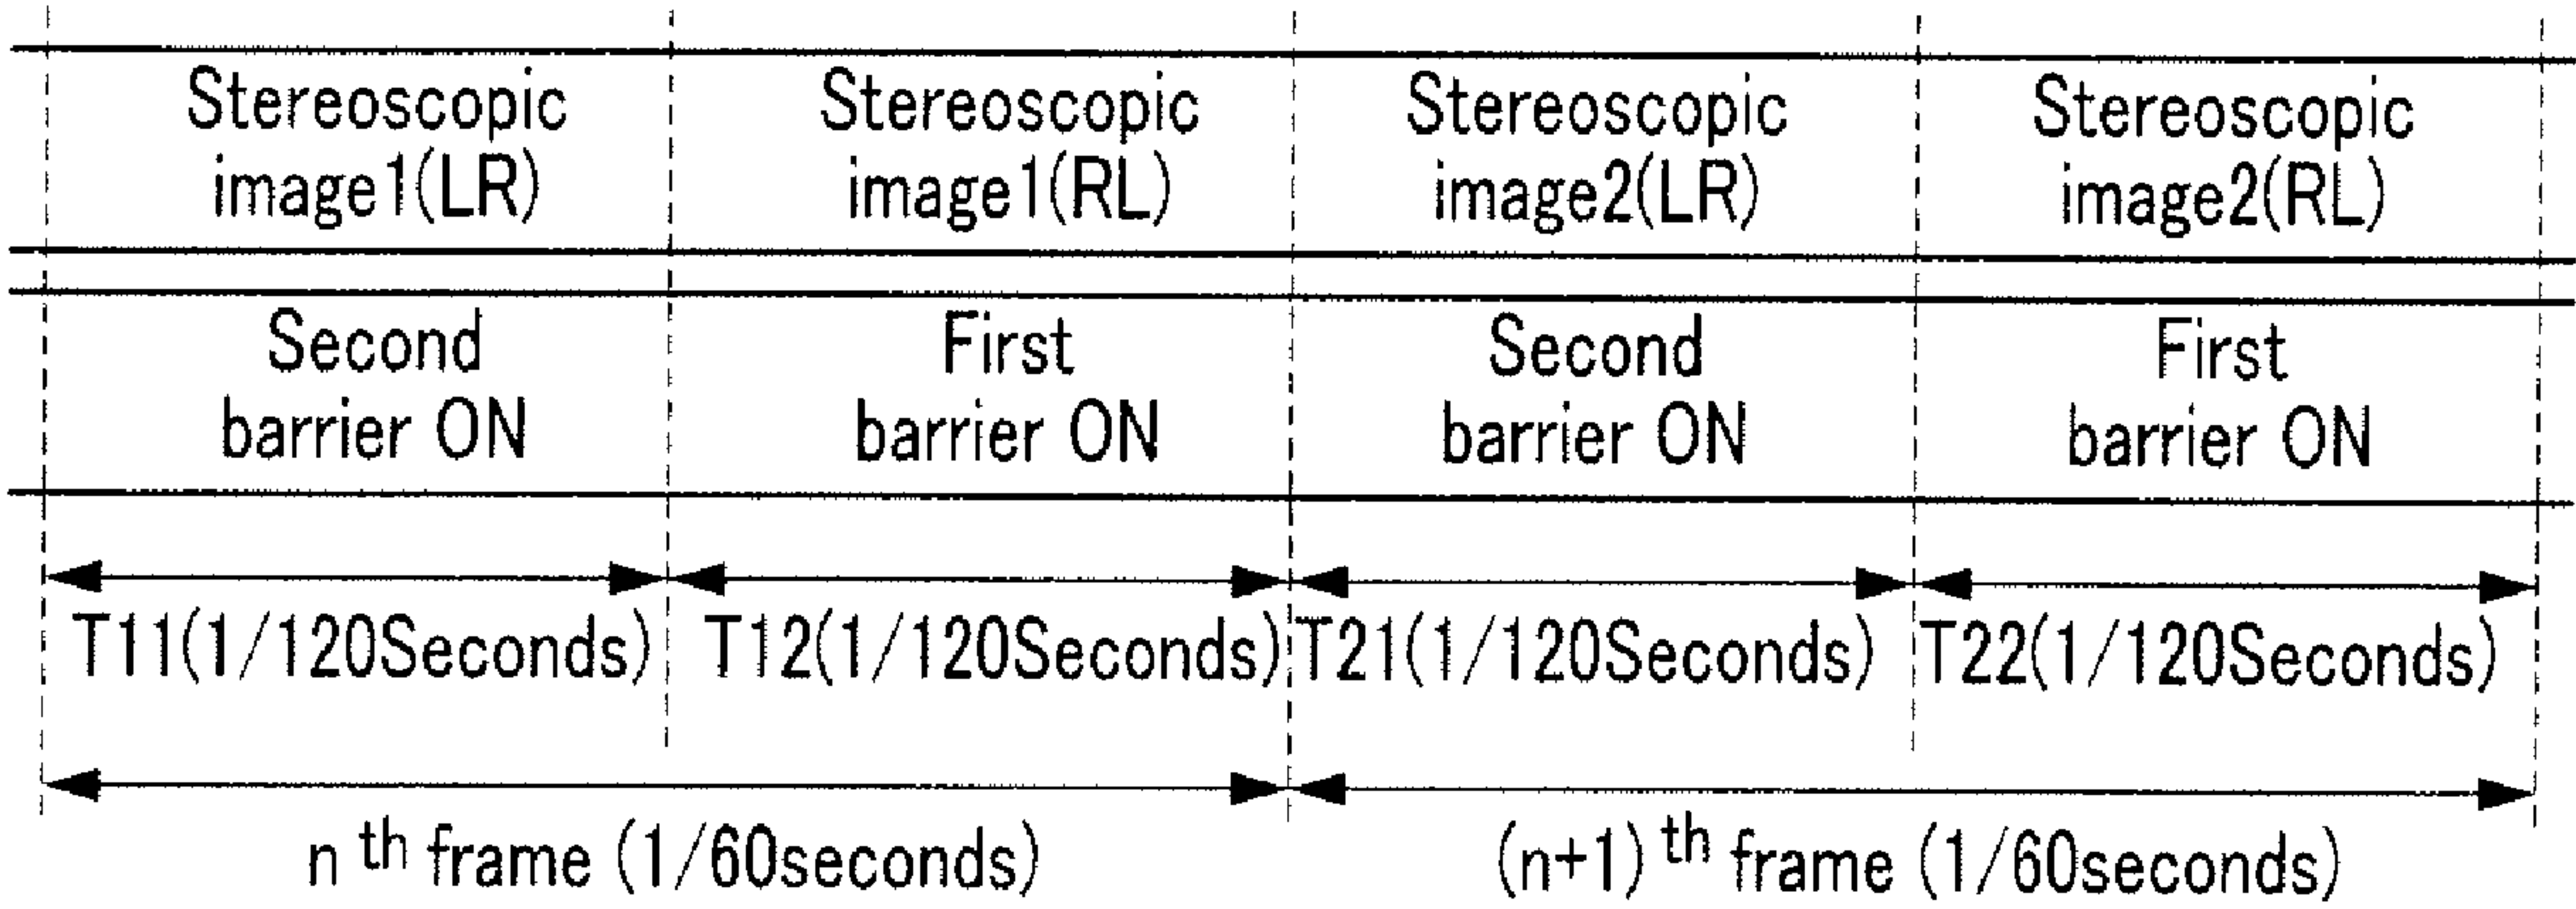 Stereoscopic image1(LR)
Stereoscopic image1(RL)
Stereoscopic image2(LR)
Stereoscopic image2(RL)
Second barrier ON
First barrier ON
Second barrier ON
First barrier ON
T11(1/120Seconds)
T12(1/120Seconds)
T21(1/120Seconds)
T22(1/120Seconds)
n th frame (1/60seconds)
(n+1) th frame (1/60seconds)